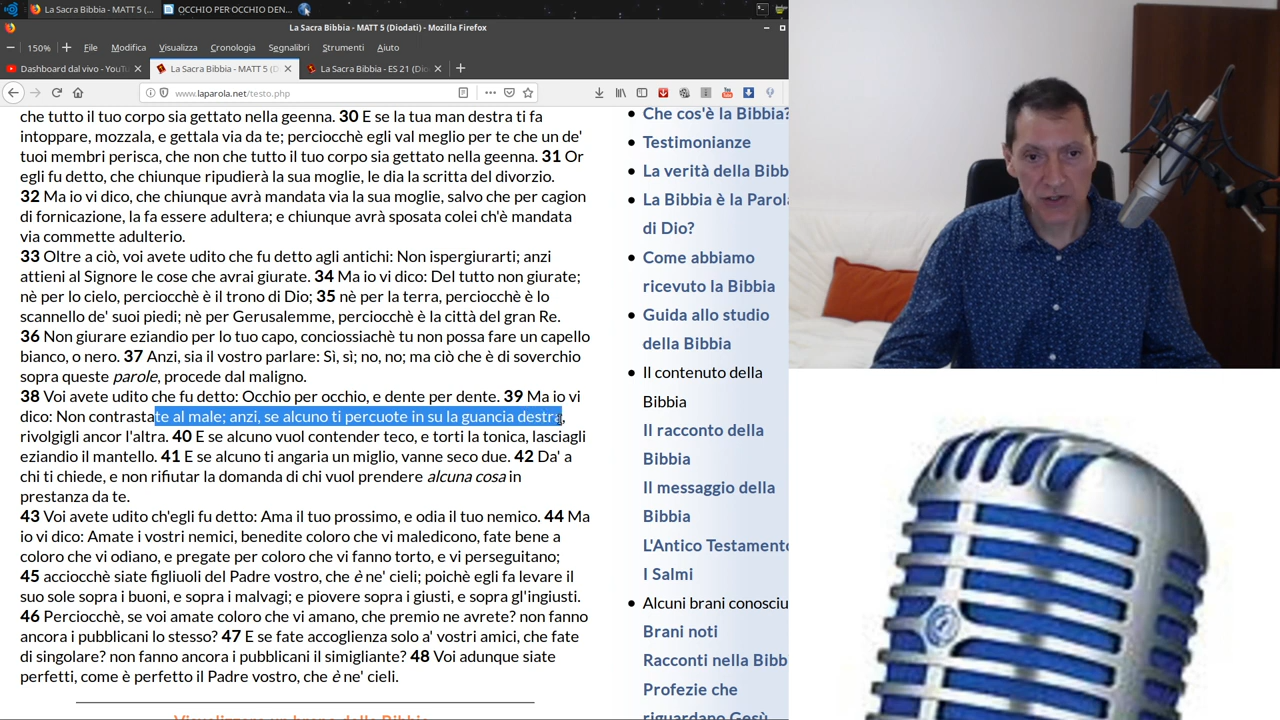 La Sacra Bibbia - MATT 5 (...
OCCHIO PER OCCHIO DEN...
La Sacra Bibbia - MATT 5 (Diodati) - Mozilla Firefox
150%
File Modifica Visualizza Cronologia Segnalibri Strumenti Aiuto
Dashboard dal vivo - YouTu
La Sacra Bibbia - MATT 5 (D
La Sacra Bibbia - ES 21 (Dio
www.laparola.net/testo.php
che tutto il tuo corpo sia gettato nella geenna. 30 E se la tua man destra ti fa
intoppare, mozzala, e gettala via da te; perciocchè egli val meglio per te che un de'
tuoi membri perisca, che non che tutto il tuo corpo sia gettato nella geenna. 31 Or
egli fu detto, che chiunque ripudierà la sua moglie, le dia la scritta del divorzio.
32 Ma io vi dico, che chiunque avrà mandata via la sua moglie, salvo che per cagion
di fornicazione, la fa essere adultera; e chiunque avrà sposata colei ch'è mandata
via commette adulterio.
33 Oltre a ciò, voi avete udito che fu detto agli antichi: Non ispergiurarti; anzi
attieni al Signore le cose che avrai giurate. 34 Ma io vi dico: Del tutto non giurate;
nè per lo cielo, perciocchè è il trono di Dio; 35 nè per la terra, perciocchè è lo
scannello de' suoi piedi; nè per Gerusalemme, perciocchè è la città del gran Re.
36 Non giurare eziandio per lo tuo capo, conciossiachè tu non possa fare un capello
bianco, o nero. 37 Anzi, sia il vostro parlare: Sì, sì; no, no; ma ciò che è di soverchio
sopra queste parole, procede dal maligno.
38 Voi avete udito che fu detto: Occhio per occhio, e dente per dente. 39 Ma io vi
dico: Non contrastate al male; anzi, se alcuno ti percuote in su la guancia destra,
rivolgigli ancor l'altra. 40 E se alcuno vuol contender teco, e torti la tonica, lasciagli
eziandio il mantello. 41 E se alcuno ti angaria un miglio, vanne seco due. 42 Da' a
chi ti chiede, e non rifiutar la domanda di chi vuol prendere alcuna cosa in
prestanza da te.
43 Voi avete udito ch'egli fu detto: Ama il tuo prossimo, e odia il tuo nemico. 44 Ma
io vi dico: Amate i vostri nemici, benedite coloro che vi maledicono, fate bene a
coloro che vi odiano, e pregate per coloro che vi fanno torto, e vi perseguitano;
45 acciocchè siate figliuoli del Padre vostro, che è ne' cieli; poichè egli fa levare il
suo sole sopra i buoni, e sopra i malvagi; e piovere sopra i giusti, e sopra gl'ingiusti.
46 Perciocchè, se voi amate coloro che vi amano, che premio ne avrete? non fanno
ancora i pubblicani lo stesso? 47 E se fate accoglienza solo a' vostri amici, che fate
di singolare? non fanno ancora i pubblicani il simigliante? 48 Voi adunque siate
perfetti, come è perfetto il Padre vostro, che è ne' cieli.
Che cos'è la Bibbia?
Testimonianze
La verità della Bibb
La Bibbia è la Parola
di Dio?
Come abbiamo
ricevuto la Bibbia
Guida allo studio
della Bibbia
Il contenuto della
Bibbia
Il racconto della
Bibbia
Il messaggio della
Bibbia
L'Antico Testamento
I Salmi
Alcuni brani conosciu
Brani noti
Racconti nella Bibb
Profezie che
riguardano Gesù